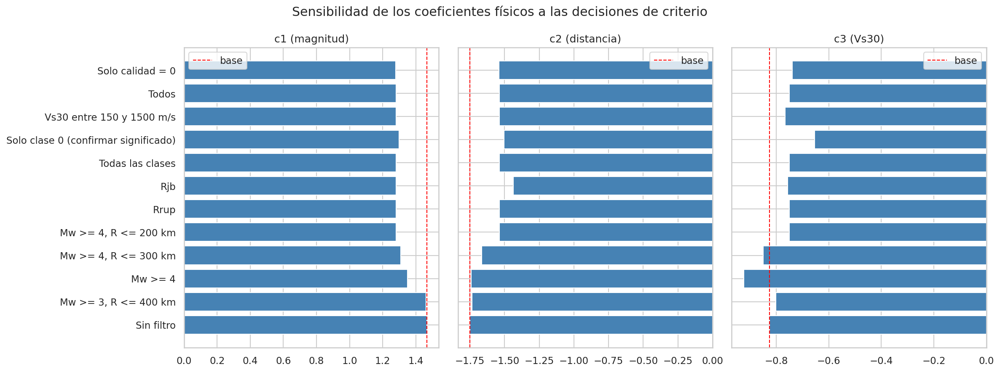 Sensibilidad de los coeficientes físicos a las decisiones de criterio
c1 (magnitud)
c2 (distancia)
c3 (Vs30)
base
base
base
Solo calidad = 0
Todos
Vs30 entre 150 y 1500 m/s
Solo clase 0 (confirmar significado)
Todas las clases
Rjb
Rrup
Mw >= 4, R <= 200 km
Mw >= 4, R <= 300 km
Mw >= 4
Mw >= 3, R <= 400 km
Sin filtro
0.0 0.2 0.4 0.6 0.8 1.0 1.2 1.4
−1.75 −1.50 −1.25 −1.00 −0.75 −0.50 −0.25 0.00
−0.8 −0.6 −0.4 −0.2 0.0